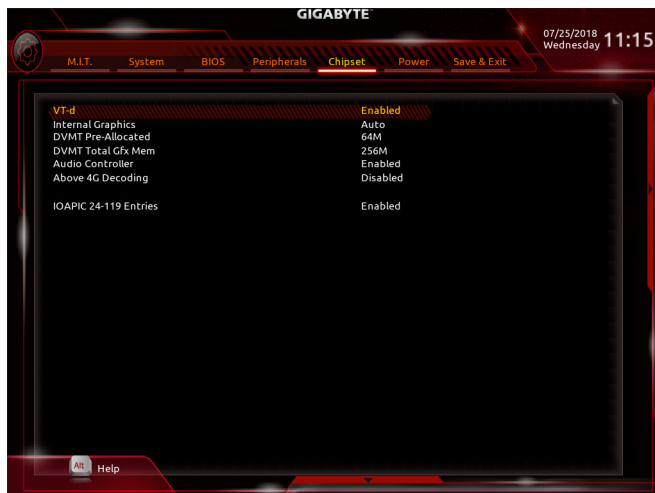 GIGABYTE™
07/25/2018 11:15
Wednesday
M.I.T. System BIOS Peripherals Chipset Power Save & Exit
VT-d Enabled
Internal Graphics Auto
DVMT Pre-Allocated 64M
DVMT Total Gfx Mem 256M
Audio Controller Enabled
Above 4G Decoding Disabled
IOAPIC 24-119 Entries Enabled
Alt Help